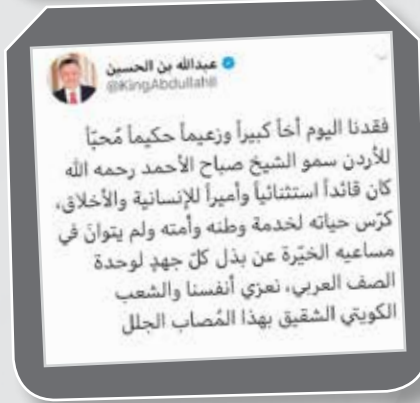 عبدالله بن الحسين
@KingAbdullahII
فقدنا اليوم أخاً كبيراً وزعيماً حكيماً مُحبّاً
للأردن سمو الشيخ صباح الأحمد رحمه الله
كان قائداً استثنائياً وأميراً للإنسانية والأخلاق،
كرّس حياته لخدمة وطنه وأمته ولم يتوانَ في
مساعيه الخيّرة عن بذل كلّ جهدٍ لوحدة
الصف العربي، نعزي أنفسنا والشعب
الكويتي الشقيق بهذا المُصاب الجلل